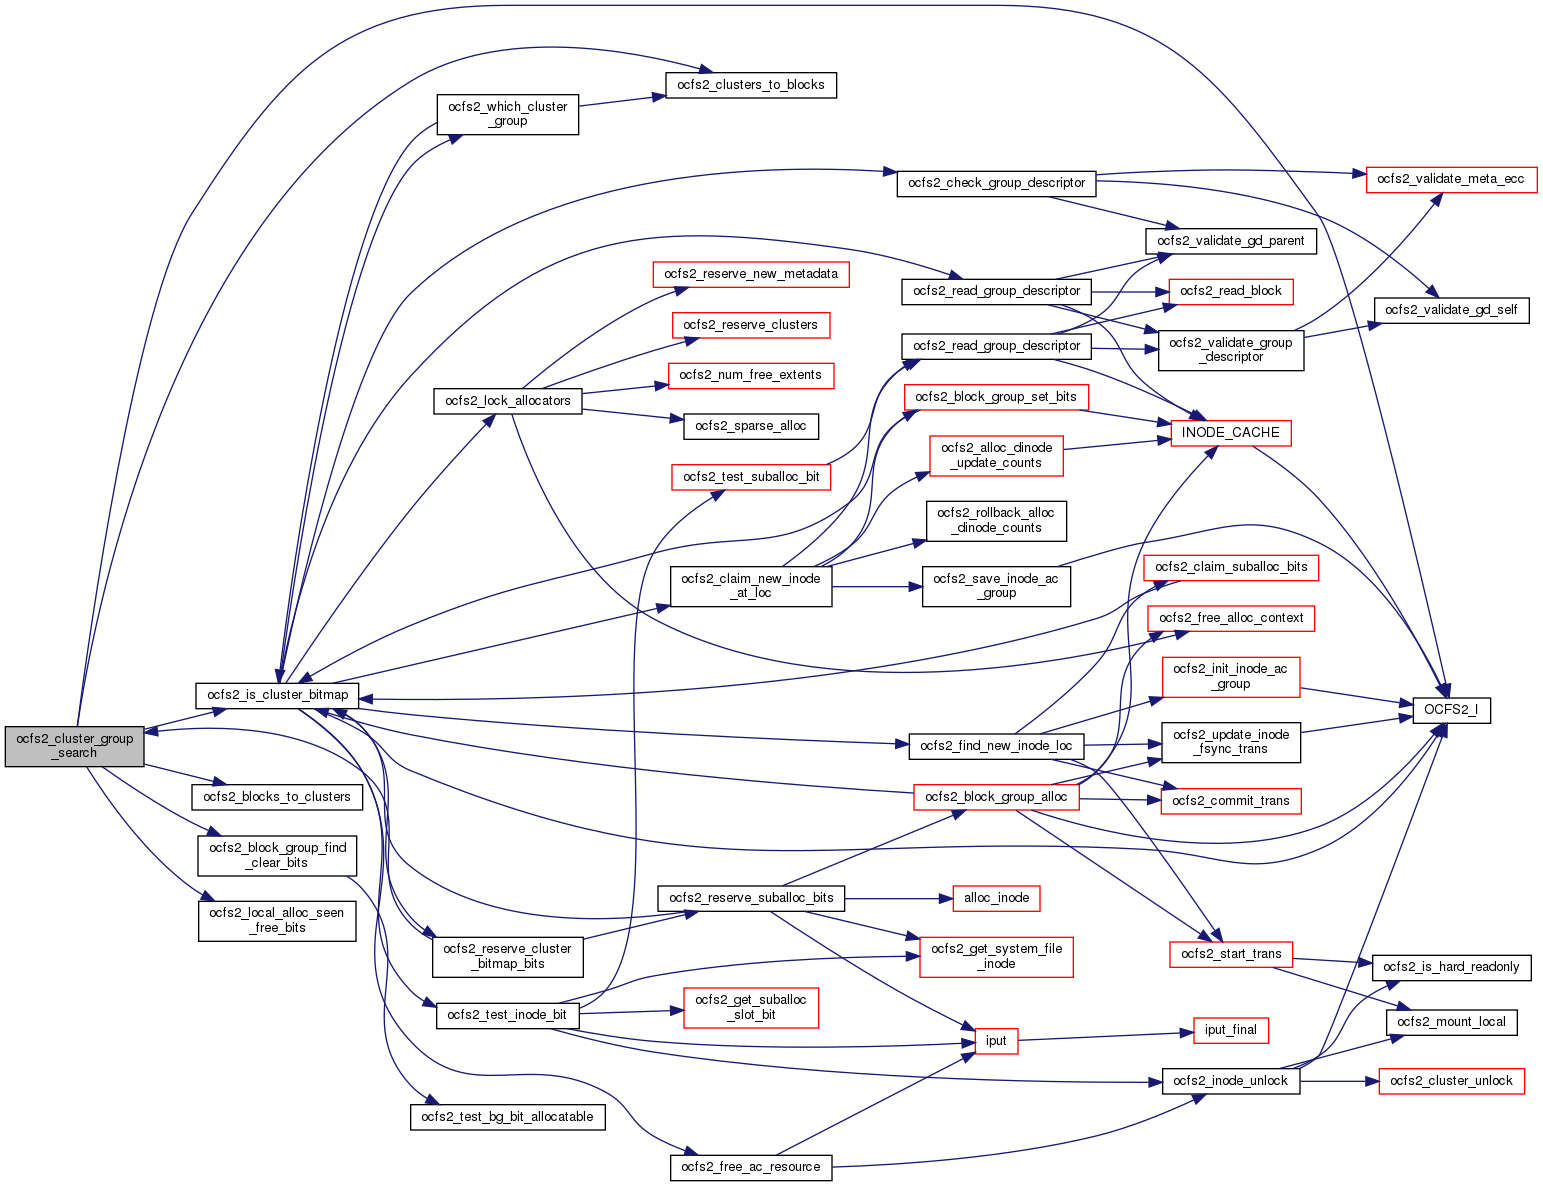 ocfs2_cluster_group
_search
ocfs2_is_cluster_bitmap
ocfs2_blocks_to_clusters
ocfs2_block_group_find
_clear_bits
ocfs2_local_alloc_seen
_free_bits
ocfs2_which_cluster
_group
ocfs2_lock_allocators
ocfs2_reserve_cluster
_bitmap_bits
ocfs2_test_inode_bit
ocfs2_test_bg_bit_allocatable
ocfs2_clusters_to_blocks
ocfs2_reserve_new_metadata
ocfs2_reserve_clusters
ocfs2_num_free_extents
ocfs2_sparse_alloc
ocfs2_test_suballoc_bit
ocfs2_claim_new_inode
_at_loc
ocfs2_reserve_suballoc_bits
ocfs2_get_suballoc
_slot_bit
ocfs2_free_ac_resource
ocfs2_check_group_descriptor
ocfs2_read_group_descriptor
ocfs2_read_group_descriptor
ocfs2_block_group_set_bits
ocfs2_alloc_dinode
_update_counts
ocfs2_rollback_alloc
_dinode_counts
ocfs2_save_inode_ac
_group
ocfs2_find_new_inode_loc
ocfs2_block_group_alloc
alloc_inode
ocfs2_get_system_file
_inode
iput
ocfs2_validate_gd_parent
ocfs2_read_block
ocfs2_validate_group
_descriptor
INODE_CACHE
ocfs2_claim_suballoc_bits
ocfs2_free_alloc_context
ocfs2_init_inode_ac
_group
ocfs2_update_inode
_fsync_trans
ocfs2_commit_trans
ocfs2_start_trans
iput_final
ocfs2_inode_unlock
ocfs2_validate_meta_ecc
ocfs2_validate_gd_self
OCFS2_I
ocfs2_is_hard_readonly
ocfs2_mount_local
ocfs2_cluster_unlock